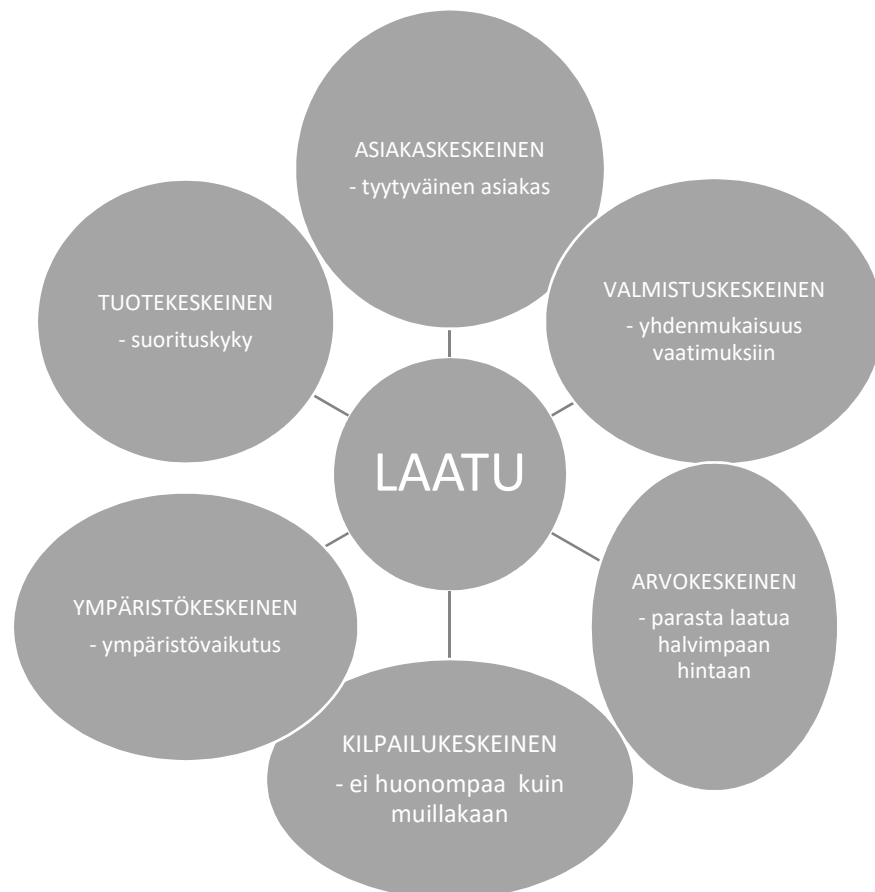 ASIAKASKESKEINEN
- tyytyväinen asiakas
VALMISTUSKESKEINEN
- yhdenmukaisuus
vaatimuksiin
ARVOKESKEINEN
- parasta laatua
halvimpaan
hintaan
KILPAILUKESKEINEN
- ei huonompaa kuin
muillakaan
YMPÄRISTÖKESKEINEN
- ympäristövaikutus
TUOTEKESKEINEN
- suorituskyky
LAATU